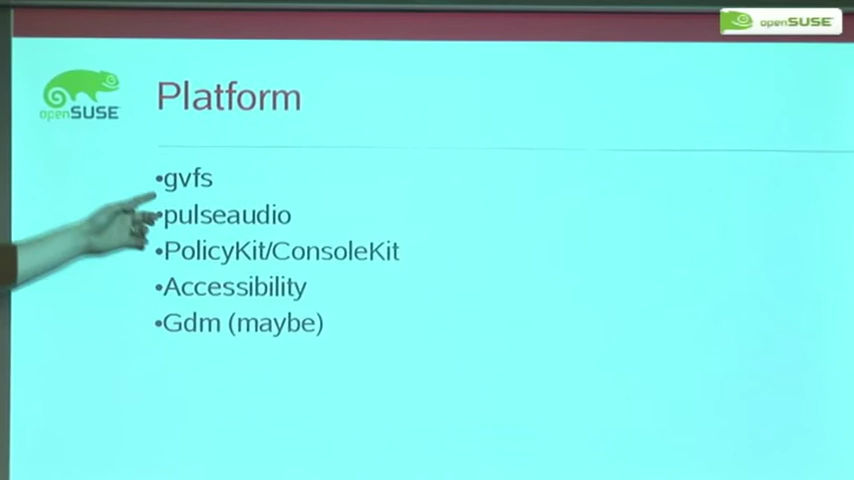 openSUSE
openSUSE
Platform
•gvfs
•pulseaudio
•PolicyKit/ConsoleKit
•Accessibility
•Gdm (maybe)